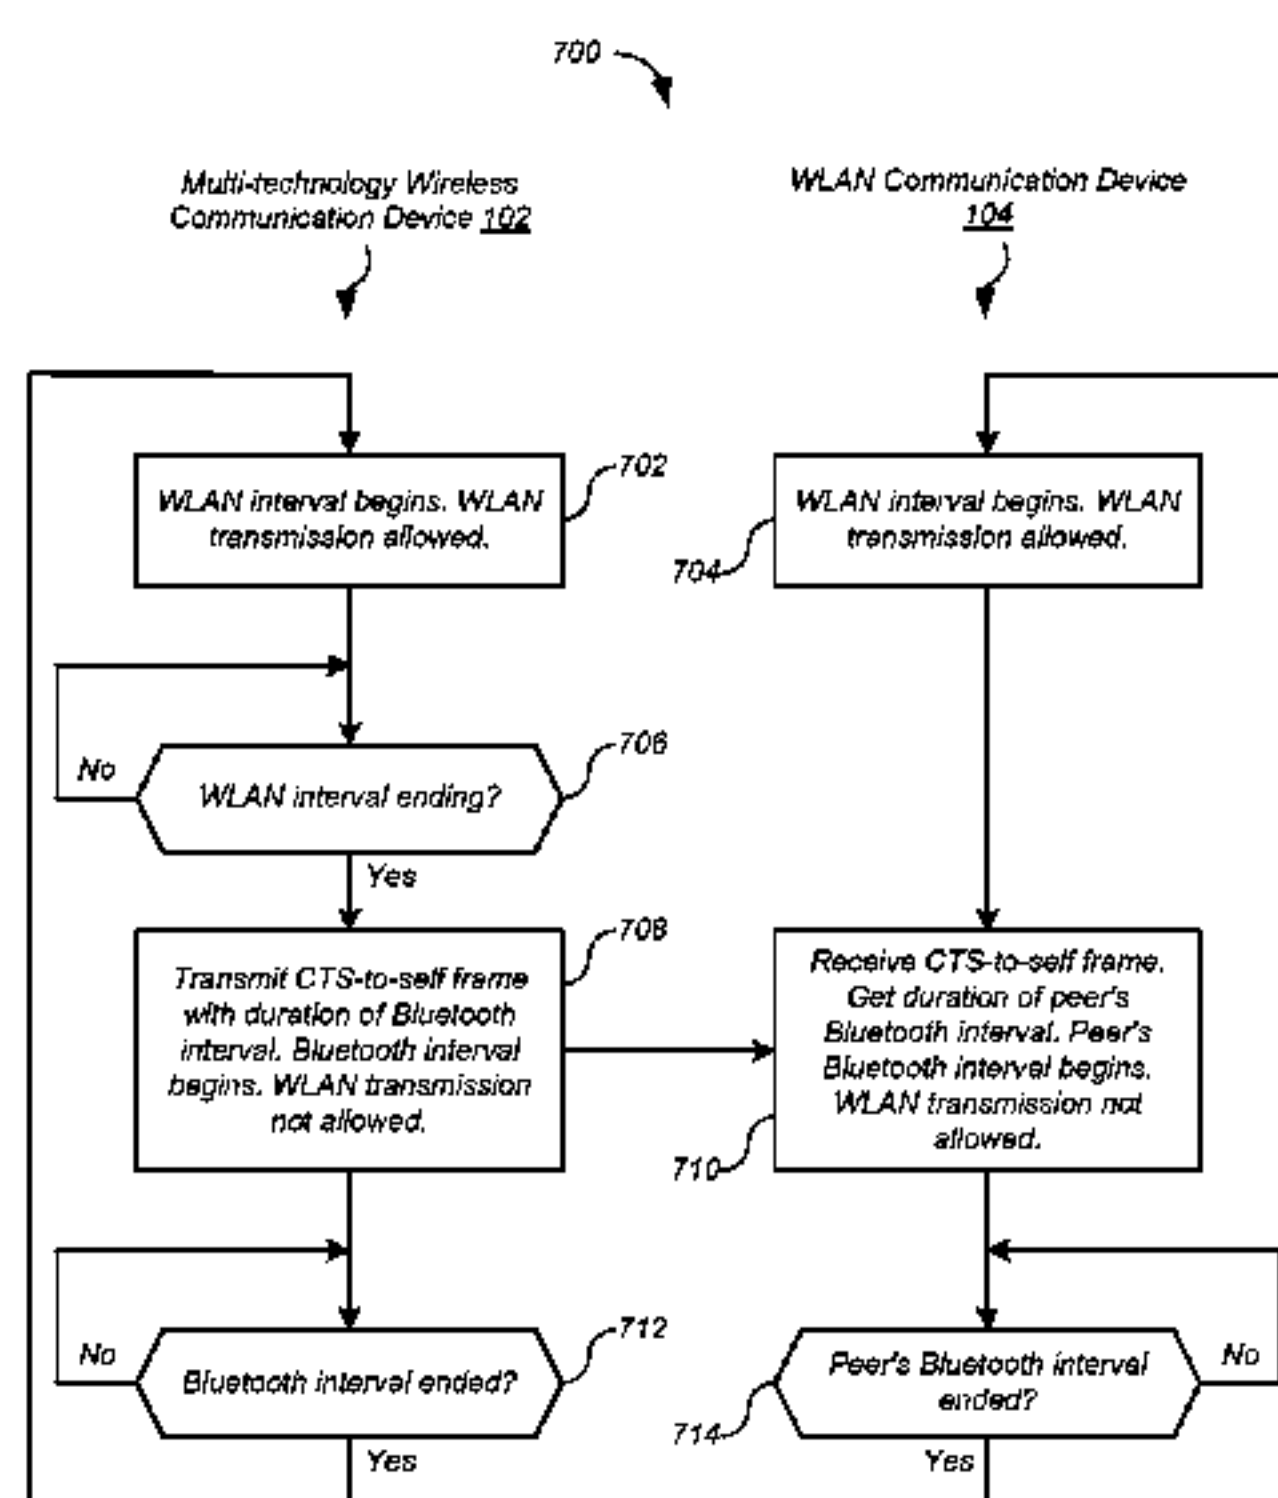 700
Multi-technology Wireless
Communication Device 102
WLAN Communication Device
104
WLAN interval begins. WLAN
transmission allowed.
702
WLAN interval begins. WLAN
transmission allowed.
704
No
WLAN interval ending?
706
Yes
Transmit CTS-to-self frame
with duration of Bluetooth
interval. Bluetooth interval
begins. WLAN transmission
not allowed.
708
Receive CTS-to-self frame.
Get duration of peer's
Bluetooth interval. Peer's
Bluetooth interval begins.
WLAN transmission not
allowed.
710
No
Bluetooth interval ended?
712
Yes
Peer's Bluetooth interval
ended?
No
714
Yes